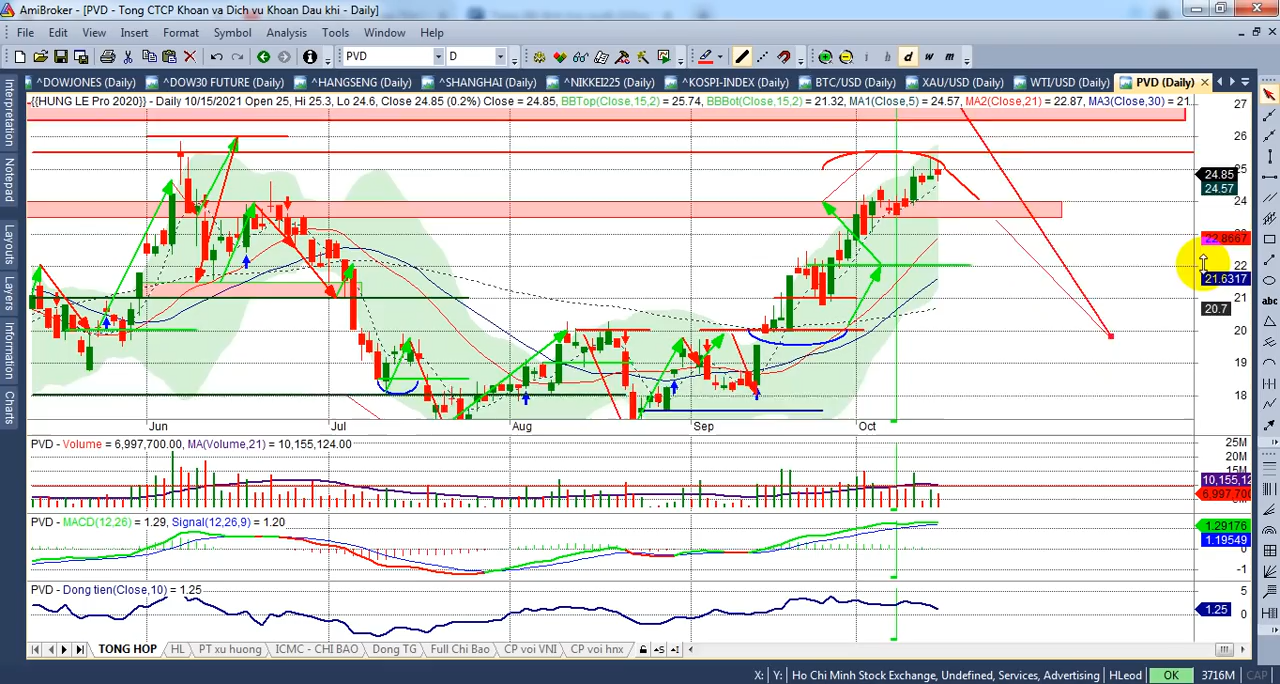 AmiBroker - [PVD - Tong CTCP Khoan va Dich vu Khoan Dau khi - Daily]
File Edit View Insert Format Symbol Analysis Tools Window Help
PVD D i h d w m
^DOWJONES (Daily) ^DOW30 FUTURE (Daily) ^HANGSENG (Daily) ^SHANGHAI (Daily) ^NIKKEI225 (Daily) ^KOSPI-INDEX (Daily) BTC/USD (Daily) XAU/USD (Daily) WTI/USD (Daily) PVD (Daily)
{{HUNG LE Pro 2020}} - Daily 10/15/2021 Open 25, Hi 25.3, Lo 24.6, Close 24.85 (0.2%) Close = 24.85, BBTop(Close,15,2) = 25.74, BBBot(Close,15,2) = 21.32, MA1(Close,5) = 24.57, MA2(Close,21) = 22.87, MA3(Close,30) = 21
Interpretation
Notepad
Layouts
Layers
Information
Charts
27
26
25
24.85
24.57
24
22.8667
22
21.6317
21
20.7
20
19
18
abc
Jun Jul Aug Sep Oct
PVD - Volume = 6,997,700.00, MA(Volume,21) = 10,155,124.00
25M
20M
15M
10,155,12
6,997,700
PVD - MACD(12,26) = 1.29, Signal(12,26,9) = 1.20
1.29176
1.19549
0
-1
PVD - Dong tien(Close,10) = 1.25
5
1.25
0
TONG HOP HL PT xu huong ICMC - CHI BAO Dong TG Full Chi Bao CP voi VNI CP voi hnx
X: Y: Ho Chi Minh Stock Exchange, Undefined, Services, Advertising HLeod OK 3716M CAP